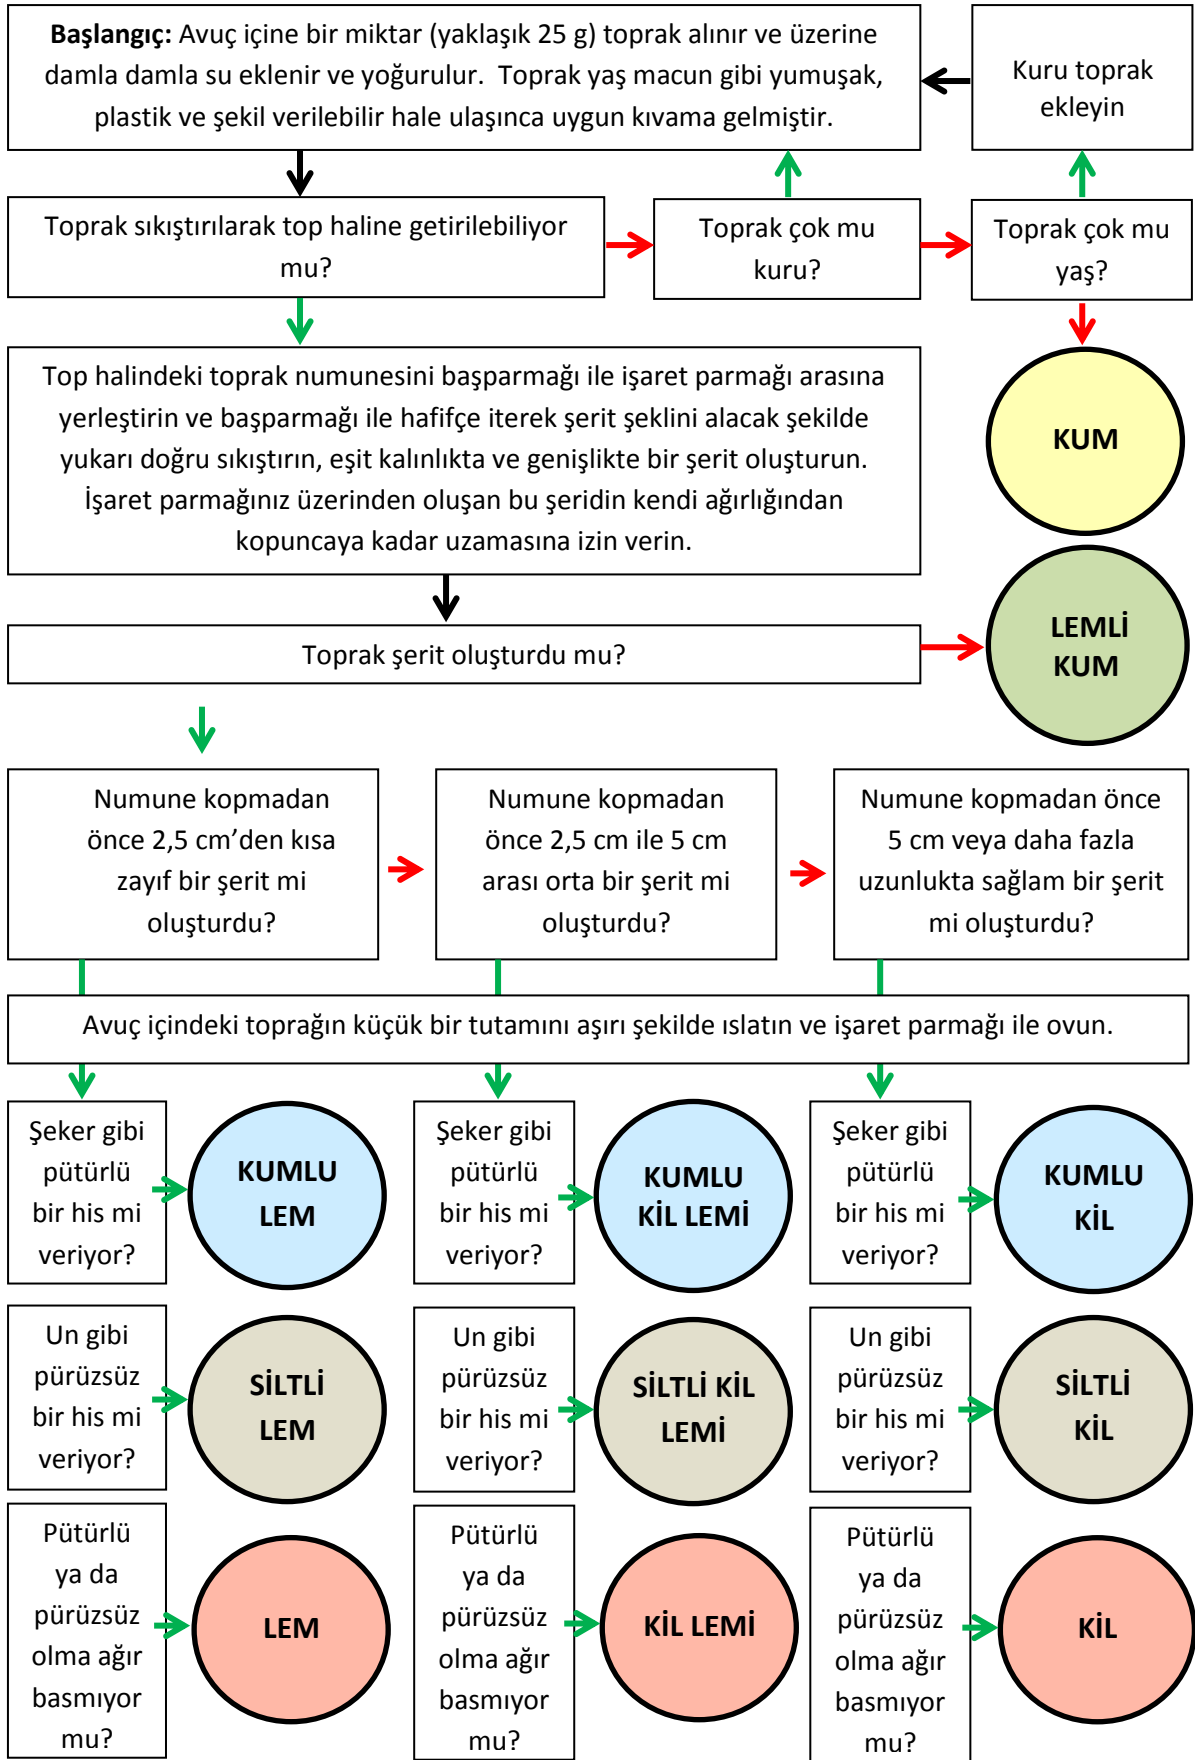 Başlangıç: Avuç içine bir miktar (yaklaşık 25 g) toprak alınır ve üzerine
damla damla su eklenir ve yoğurulur.  Toprak yaş macun gibi yumuşak,
plastik ve şekil verilebilir hale ulaşınca uygun kıvama gelmiştir.
Kuru toprak
ekleyin
Toprak sıkıştırılarak top haline getirilebiliyor
mu?
Toprak çok mu
kuru?
Toprak çok mu
yaş?
KUM
Top halindeki toprak numunesini başparmağı ile işaret parmağı arasına
yerleştirin ve başparmağı ile hafifçe iterek şerit şeklini alacak şekilde
yukarı doğru sıkıştırın, eşit kalınlıkta ve genişlikte bir şerit oluşturun.
İşaret parmağınız üzerinden oluşan bu şeridin kendi ağırlığından
kopuncaya kadar uzamasına izin verin.
Toprak şerit oluşturdu mu?
LEMLİ
KUM
Numune kopmadan
önce 2,5 cm’den kısa
zayıf bir şerit mi
oluşturdu?
Numune kopmadan
önce 2,5 cm ile 5 cm
arası orta bir şerit mi
oluşturdu?
Numune kopmadan önce
5 cm veya daha fazla
uzunlukta sağlam bir şerit
mi oluşturdu?
Avuç içindeki toprağın küçük bir tutamını aşırı şekilde ıslatın ve işaret parmağı ile ovun.
Şeker gibi
pütürlü
bir his mi
veriyor?
KUMLU
LEM
Şeker gibi
pütürlü
bir his mi
veriyor?
KUMLU
KİL LEMİ
Şeker gibi
pütürlü
bir his mi
veriyor?
KUMLU
KİL
Un gibi
pürüzsüz
bir his mi
veriyor?
SİLTLİ
LEM
Un gibi
pürüzsüz
bir his mi
veriyor?
SİLTLİ KİL
LEMİ
Un gibi
pürüzsüz
bir his mi
veriyor?
SİLTLİ
KİL
Pütürlü
ya da
pürüzsüz
olma ağır
basmıyor
mu?
LEM
Pütürlü
ya da
pürüzsüz
olma ağır
basmıyor
mu?
KİL LEMİ
Pütürlü
ya da
pürüzsüz
olma ağır
basmıyor
mu?
KİL